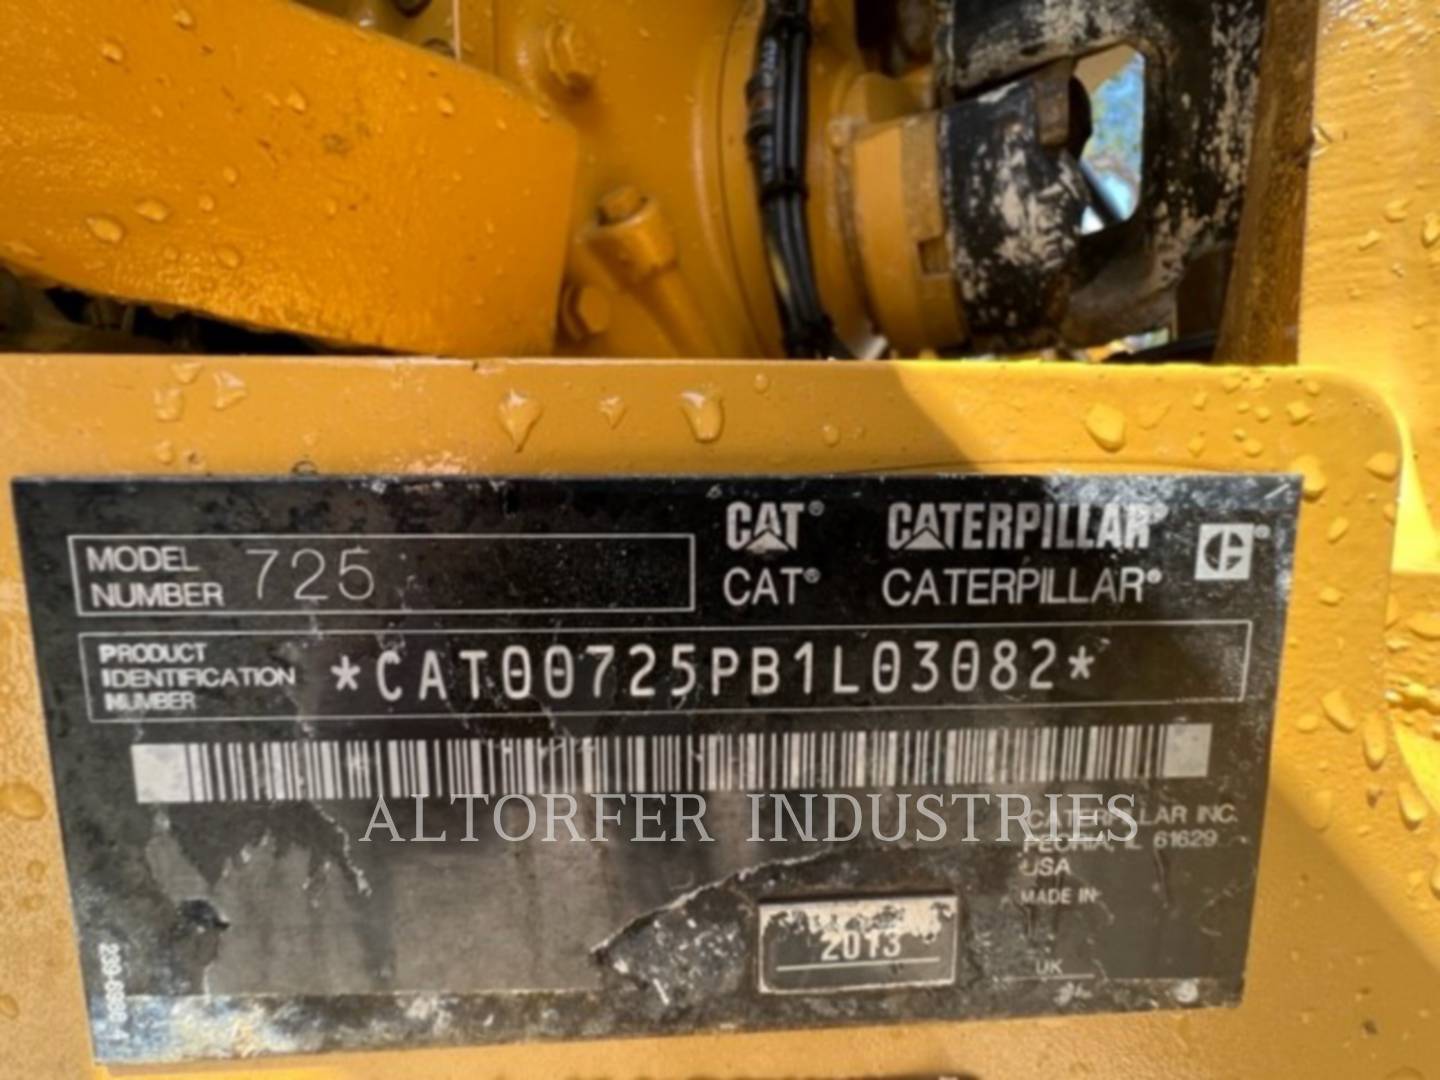 MODEL NUMBER 725
CAT® CATERPILLAR®
CAT® CATERPILLAR®
PRODUCT IDENTIFICATION NUMBER *CAT00725PB1L03082*
ALTORFER INDUSTRIES
CATERPILLAR INC.
PEORIA, IL 61629
USA
MADE IN
UK
2013